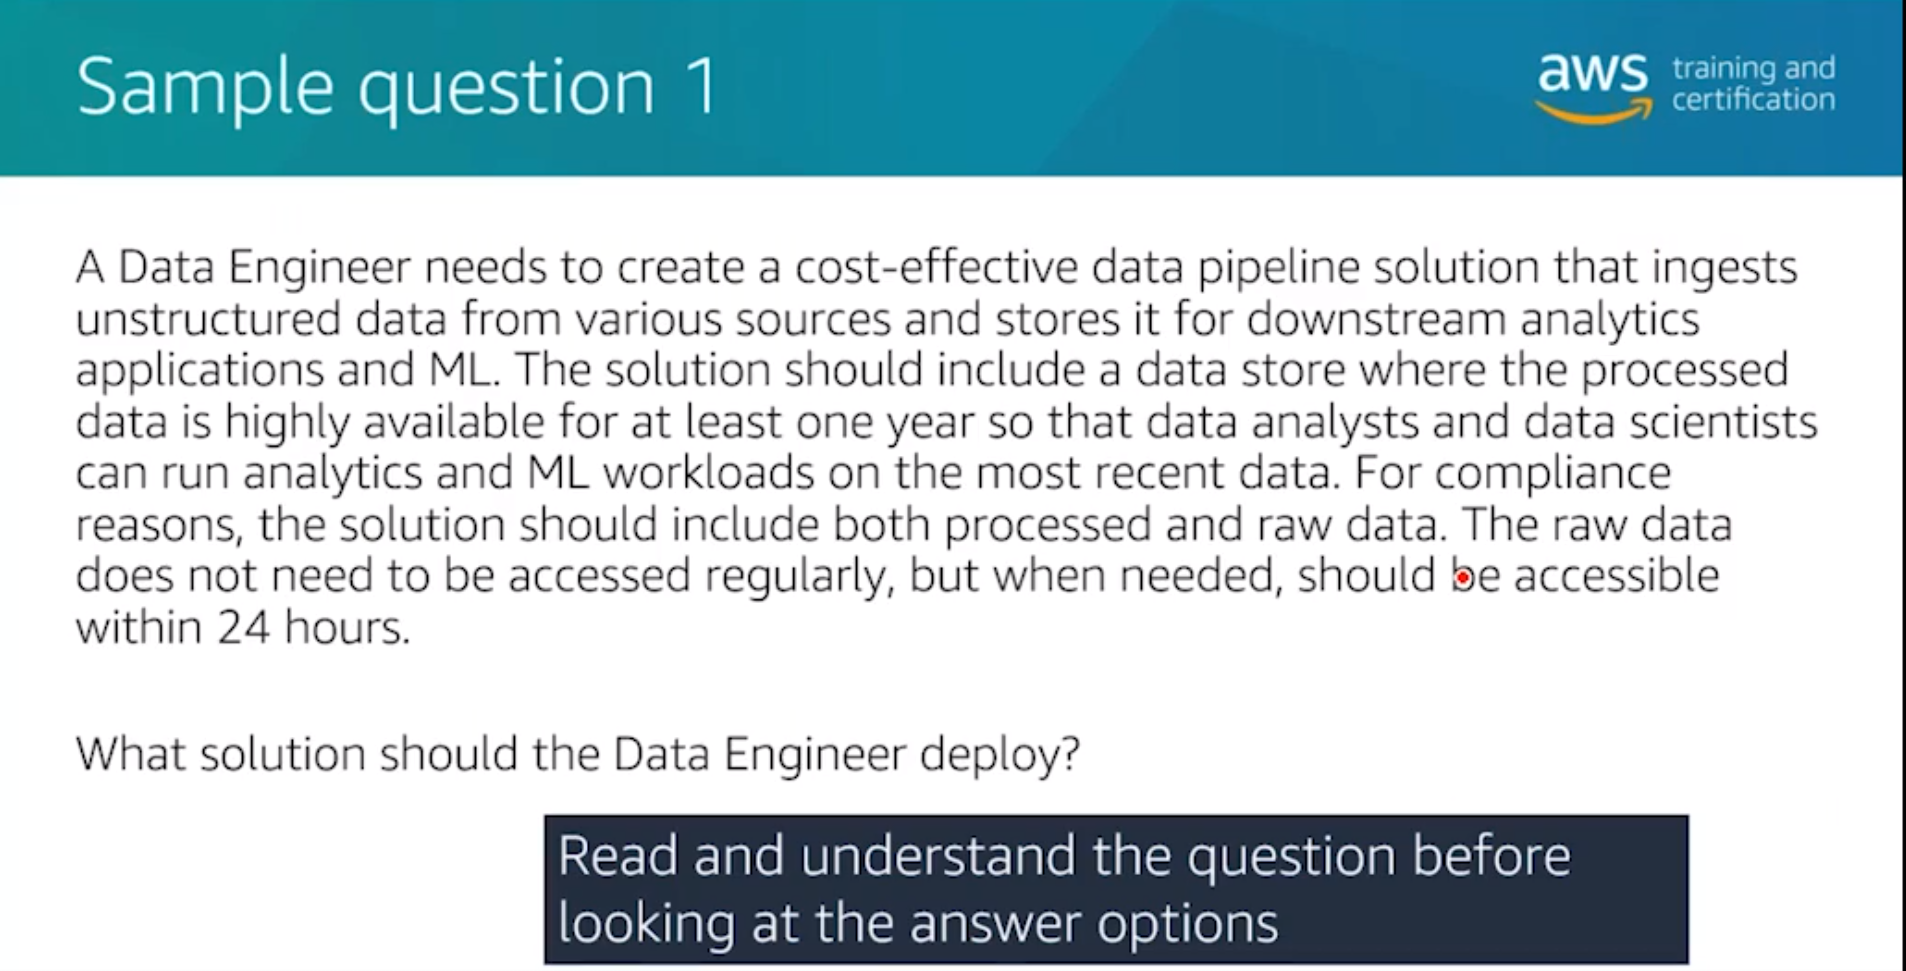 Sample question 1
aws training and
certification
A Data Engineer needs to create a cost-effective data pipeline solution that ingests
unstructured data from various sources and stores it for downstream analytics
applications and ML. The solution should include a data store where the processed
data is highly available for at least one year so that data analysts and data scientists
can run analytics and ML workloads on the most recent data. For compliance
reasons, the solution should include both processed and raw data. The raw data
does not need to be accessed regularly, but when needed, should be accessible
within 24 hours.
What solution should the Data Engineer deploy?
Read and understand the question before
looking at the answer options